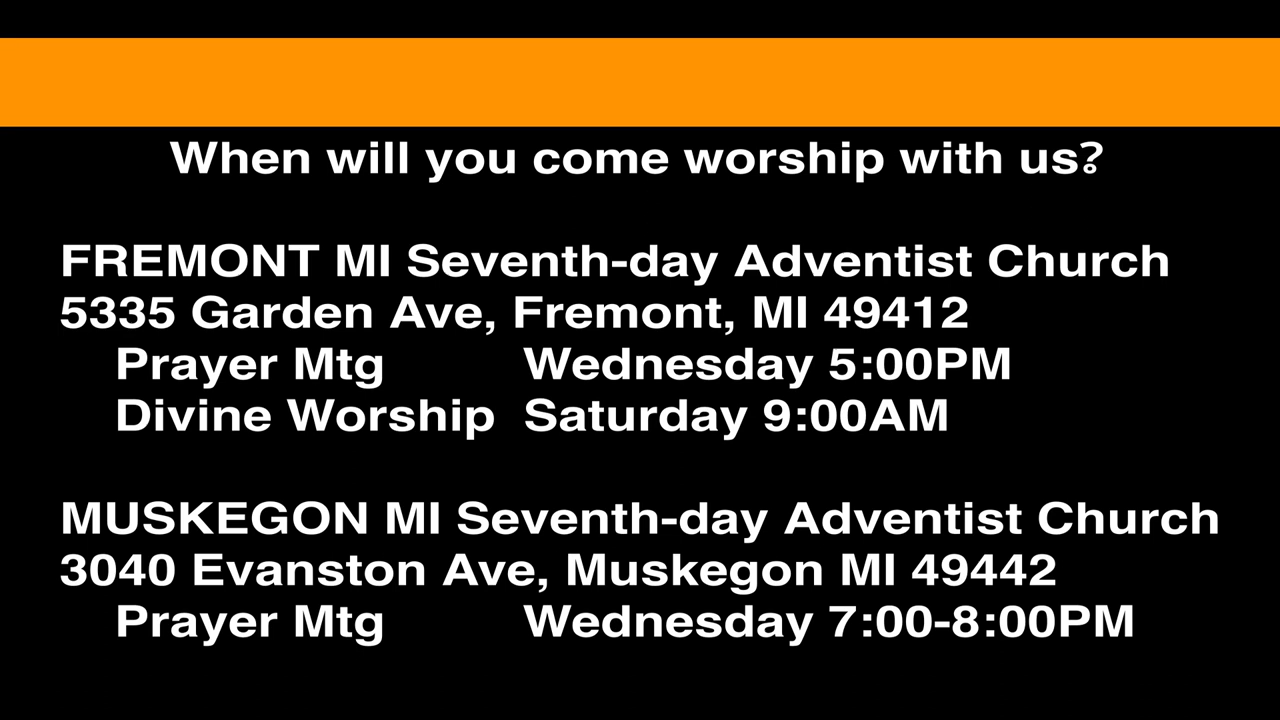 When will you come worship with us?
FREMONT MI Seventh-day Adventist Church
5335 Garden Ave, Fremont, MI 49412
Prayer Mtg Wednesday 5:00PM
Divine Worship Saturday 9:00AM
MUSKEGON MI Seventh-day Adventist Church
3040 Evanston Ave, Muskegon MI 49442
Prayer Mtg Wednesday 7:00-8:00PM